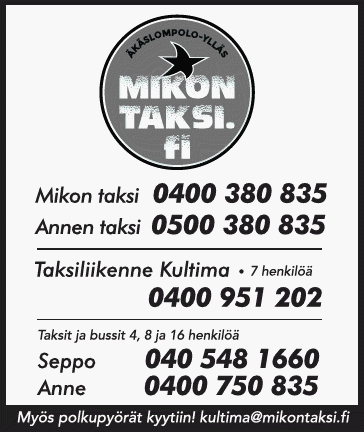 ÄKÄSLOMPOLO-YLLÄS
MIKON
TAKSI.
fi
Mikon taksi 0400 380 835
Annen taksi 0500 380 835
Taksiliikenne Kultima • 7 henkilöä
0400 951 202
Taksit ja bussit 4, 8 ja 16 henkilöä
Seppo 040 548 1660
Anne 0400 750 835
Myös polkupyörät kyytiin! kultima@mikontaksi.fi